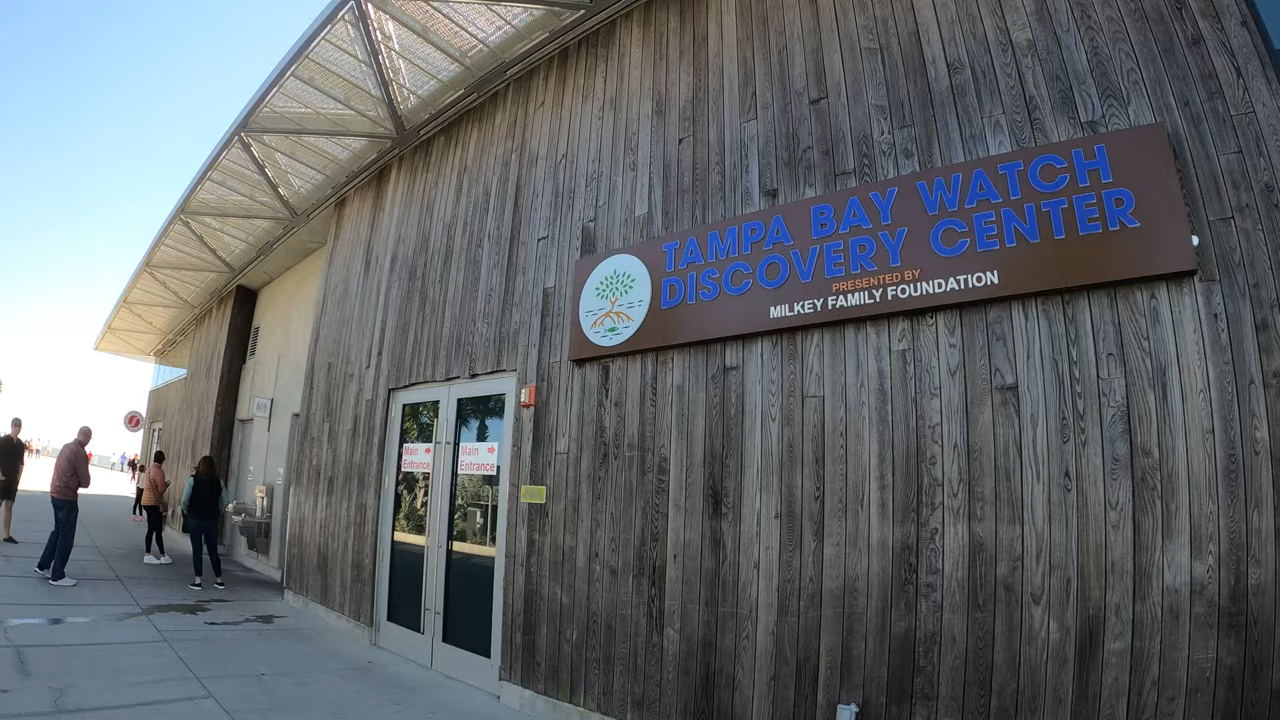 TAMPA BAY WATCH
DISCOVERY CENTER
PRESENTED BY
MILKEY FAMILY FOUNDATION
Main
Entrance
Main
Entrance